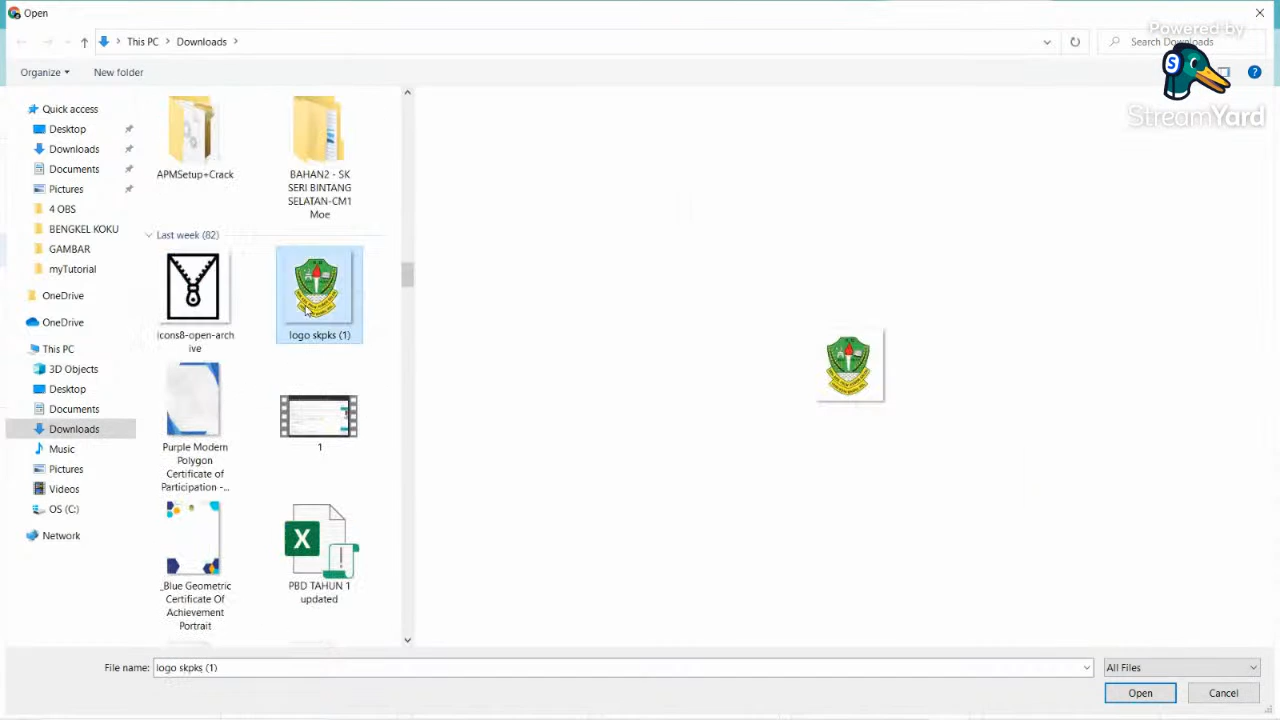 Open
This PC
Downloads
Search Downloads
Powered by
StreamYard
Organize
New folder
Quick access
Desktop
Downloads
Documents
Pictures
4 OBS
BENGKEL KOKU
GAMBAR
myTutorial
OneDrive
OneDrive
This PC
3D Objects
Desktop
Documents
Downloads
Music
Pictures
Videos
OS (C:)
Network
APMSetup+Crack
BAHAN2 - SK
SERI BINTANG
SELATAN-CM1
Moe
Last week (82)
icons8-open-arch
ive
logo skpks (1)
Purple Modern
Polygon
Certificate of
Participation -...
1
_Blue Geometric
Certificate Of
Achievement
Portrait
PBD TAHUN 1
updated
File name:
logo skpks (1)
All Files
Open
Cancel